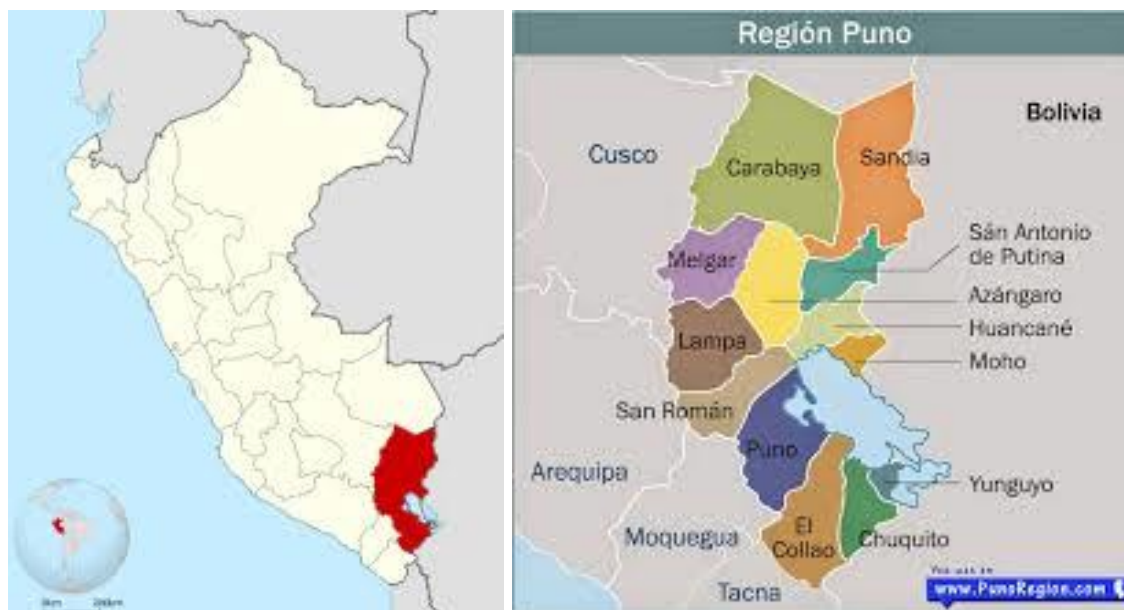 Región Puno
Bolivia
Cusco
Carabaya
Sandia
Sán Antonio
de Putina
Melgar
Azángaro
Huancané
Lampa
Moho
San Román
Puno
Arequipa
Yunguyo
El
Collao
Chuquito
Moquegua
Tacna
www.PunoRegion.com